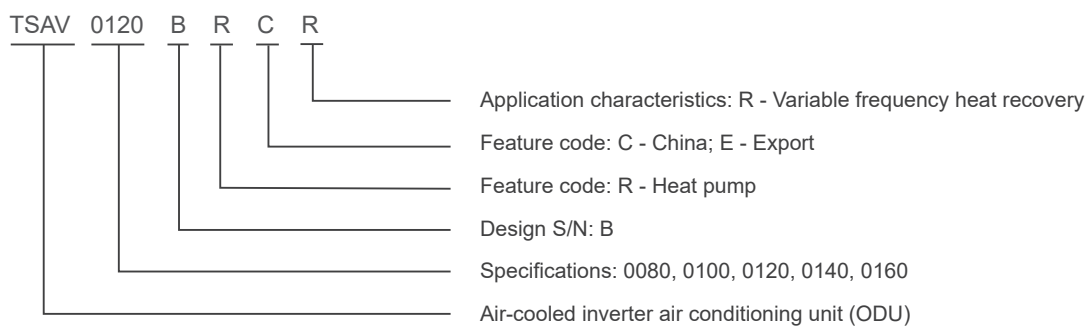 TSAV 0120 B R C R
Application characteristics: R - Variable frequency heat recovery
Feature code: C - China; E - Export
Feature code: R - Heat pump
Design S/N: B
Specifications: 0080, 0100, 0120, 0140, 0160
Air-cooled inverter air conditioning unit (ODU)